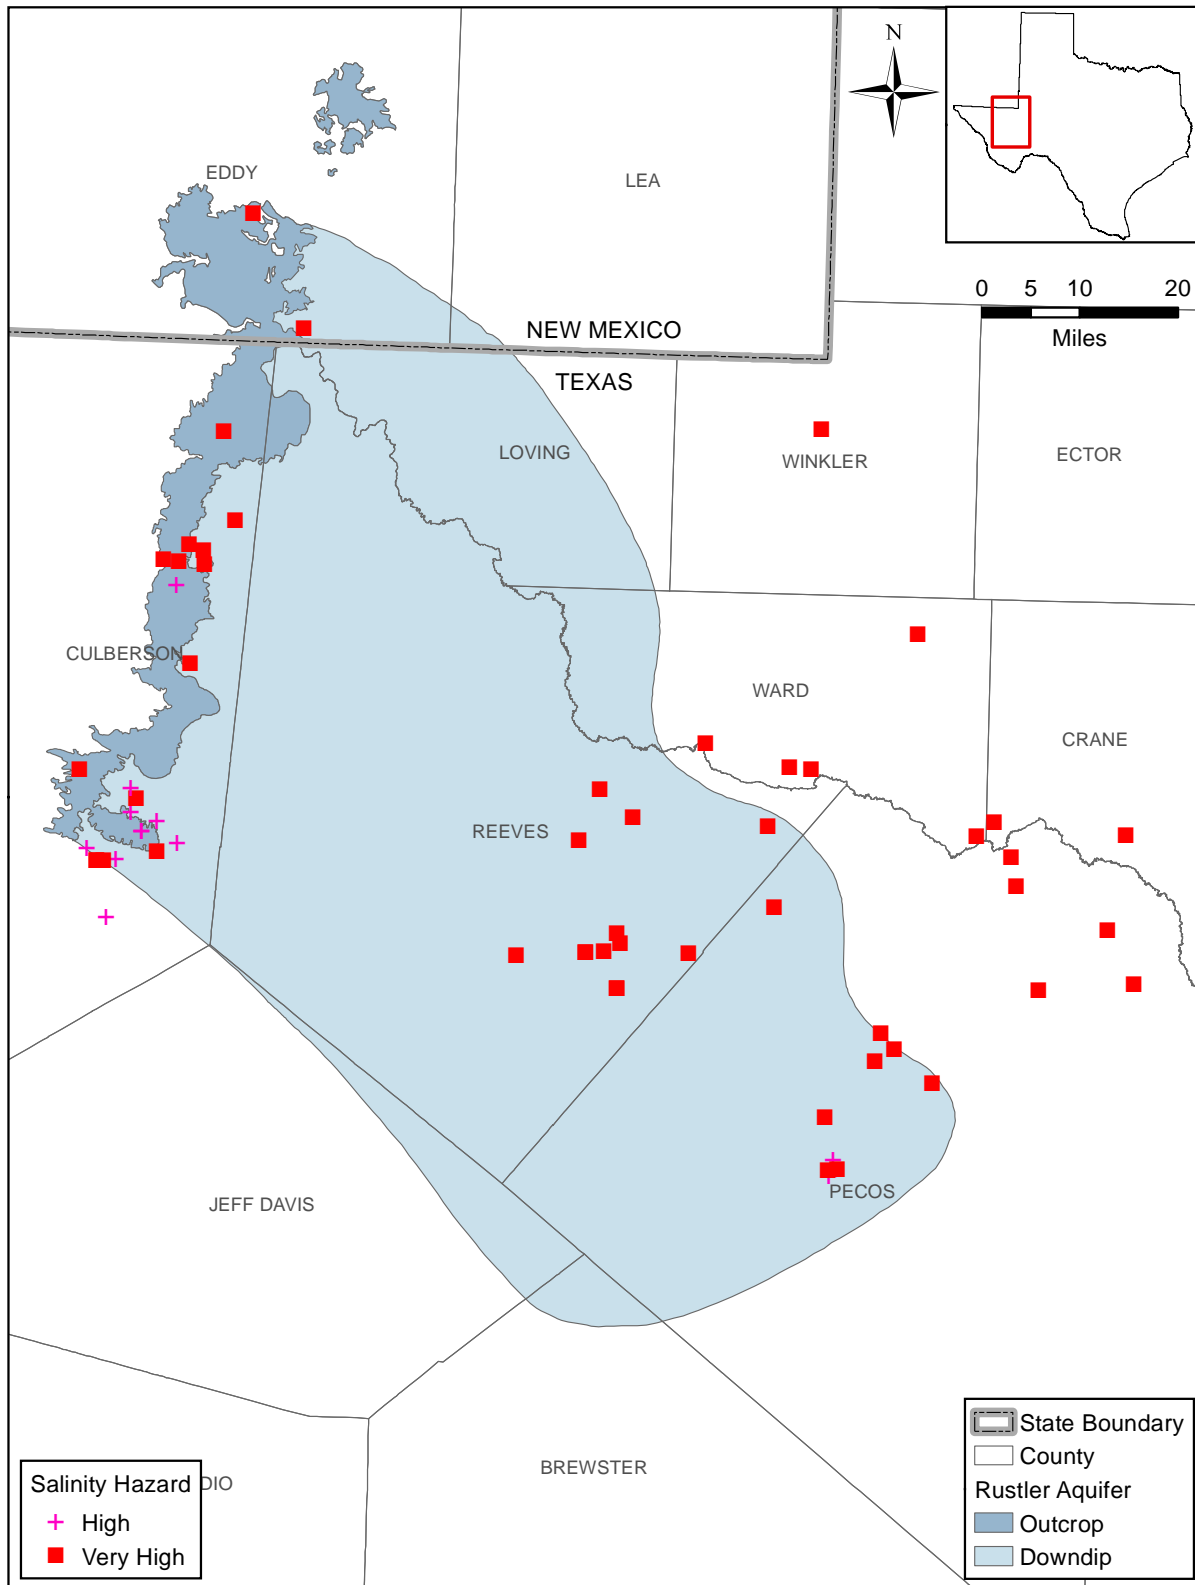 N
EDDY
LEA
0 5 10 20
Miles
NEW MEXICO
TEXAS
LOVING
WINKLER
ECTOR
CULBERSON
WARD
CRANE
REEVES
PECOS
JEFF DAVIS
BREWSTER
DIO
Salinity Hazard
High
Very High
State Boundary
County
Rustler Aquifer
Outcrop
Downdip